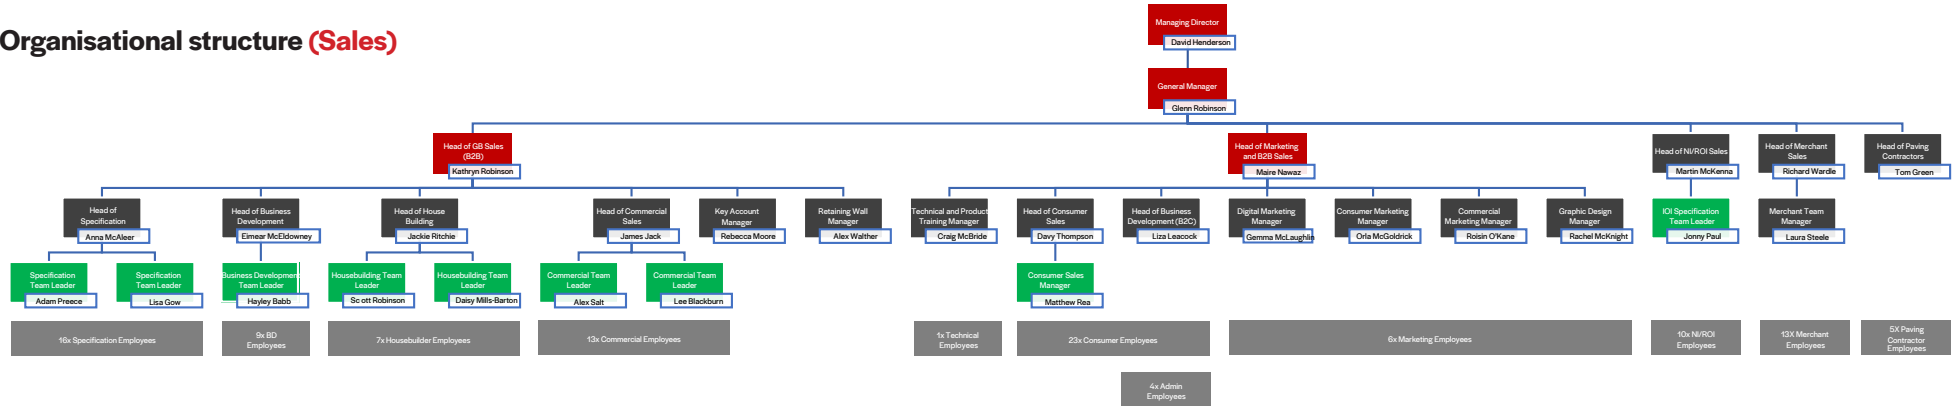 Organisational structure (Sales)
Managing Director
David Henderson
General Manager
Glenn Robinson
Head of GB Sales
(B2B)
Kathryn Robinson
Head of Marketing
and B2B Sales
Maire Nawaz
Head of NI/ROI Sales
Martin McKenna
Head of Merchant
Sales
Richard Wardle
Head of Paving
Contractors
Tom Green
Head of
Specification
Anna McAleer
Head of Business
Development
Eimear McEldowney
Head of House
Building
Jackie Ritchie
Head of Commercial
Sales
James Jack
Key Account
Manager
Rebecca Moore
Retaining Wall
Manager
Alex Walther
Technical and Product
Training Manager
Craig McBride
Head of Consumer
Sales
Davy Thompson
Head of Business
Development (B2C)
Liza Leacock
Digital Marketing
Manager
Gemma McLaughlin
Consumer Marketing
Manager
Orla McGoldrick
Commercial
Marketing Manager
Roisin O'Kane
Graphic Design
Manager
Rachel McKnight
IOI Specification
Team Leader
Jonny Paul
Merchant Team
Manager
Laura Steele
Specification
Team Leader
Adam Preece
Specification
Team Leader
Lisa Gow
Business Development
Team Leader
Hayley Babb
Housebuilding Team
Leader
Sc ott Robinson
Housebuilding Team
Leader
Daisy Mills-Barton
Commercial Team
Leader
Alex Salt
Commercial Team
Leader
Lee Blackburn
Consumer Sales
Manager
Matthew Rea
16x Specification Employees
9x BD
Employees
7x Housebuilder Employees
13x Commercial Employees
1x Technical
Employees
23x Consumer Employees
6x Marketing Employees
10x NI/ROI
Employees
13X Merchant
Employees
5X Paving
Contractor
Employees
4x Admin
Employees